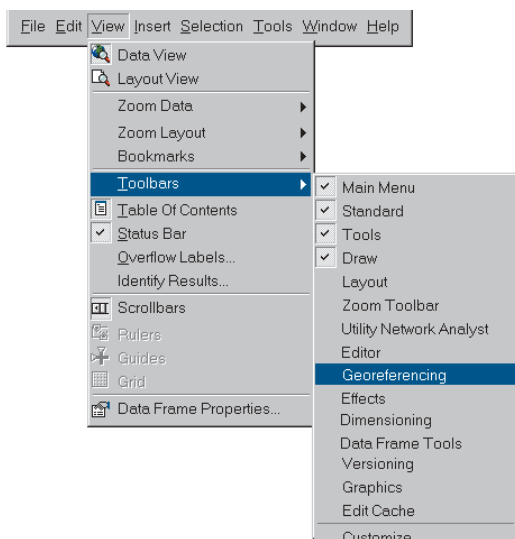 File Edit View Insert Selection Tools Window Help
Data View
Layout View
Zoom Data
Zoom Layout
Bookmarks
Toolbars
Table Of Contents
Status Bar
Overflow Labels...
Identify Results...
Scrollbars
Rulers
Guides
Grid
Data Frame Properties...
Main Menu
Standard
Tools
Draw
Layout
Zoom Toolbar
Utility Network Analyst
Editor
Georeferencing
Effects
Dimensioning
Data Frame Tools
Versioning
Graphics
Edit Cache
Customize